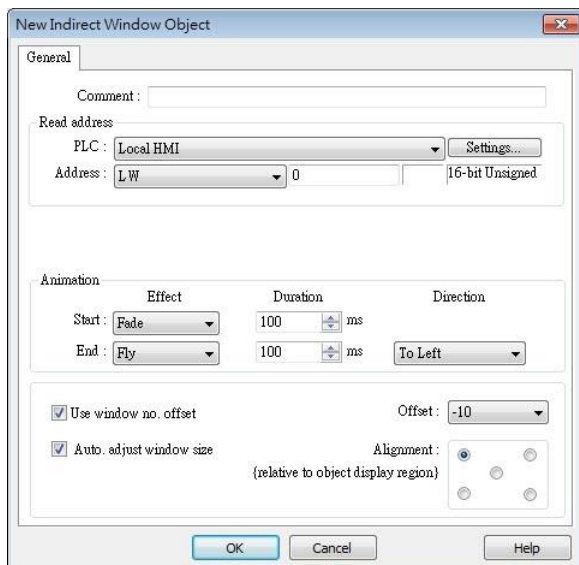 New Indirect Window Object
General
Comment :
Read address
PLC : Local HMI Settings...
Address : LW 0 16-bit Unsigned
Animation
Effect Duration Direction
Start : Fade 100 ms
End : Fly 100 ms To Left
Use window no. offset Offset : -10
Auto. adjust window size Alignment :
{relative to object display region}
OK Cancel Help